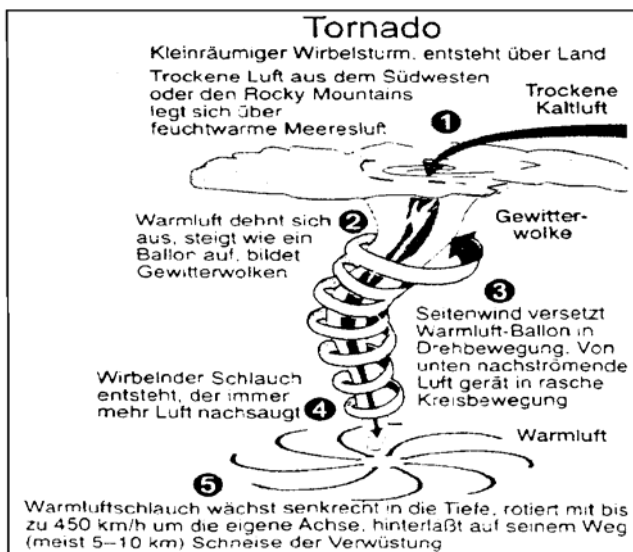 Tornado
Kleinräumiger Wirbelsturm, entsteht über Land
Trockene Luft aus dem Südwesten
oder den Rocky Mountains
legt sich über
feuchtwarme Meeresluft
1
Trockene
Kaltluft
Warmluft dehnt sich
aus, steigt wie ein
Ballon auf, bildet
Gewitterwolken
2
Gewitter-
wolke
3
Seitenwind versetzt
Warmluft-Ballon in
Drehbewegung. Von
unten nachströmende
Luft gerät in rasche
Kreisbewegung
Wirbelnder Schlauch
entsteht, der immer
mehr Luft nachsaugt
4
Warmluft
5
Warmluftschlauch wächst senkrecht in die Tiefe, rotiert mit bis
zu 450 km/h um die eigene Achse, hinterläßt auf seinem Weg
(meist 5–10 km) Schneise der Verwüstung